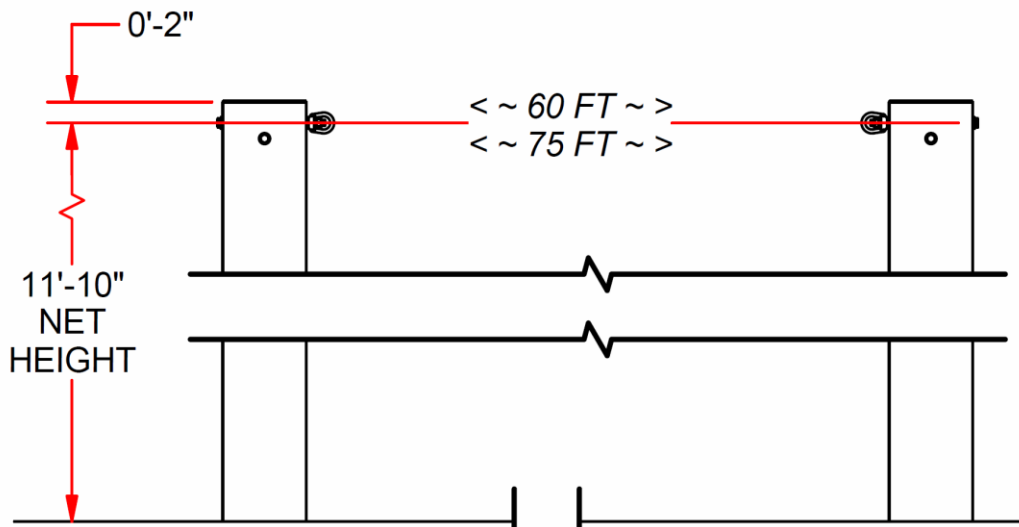 0'-2"
< ~ 60 FT ~ >
< ~ 75 FT ~ >
11'-10"
NET
HEIGHT